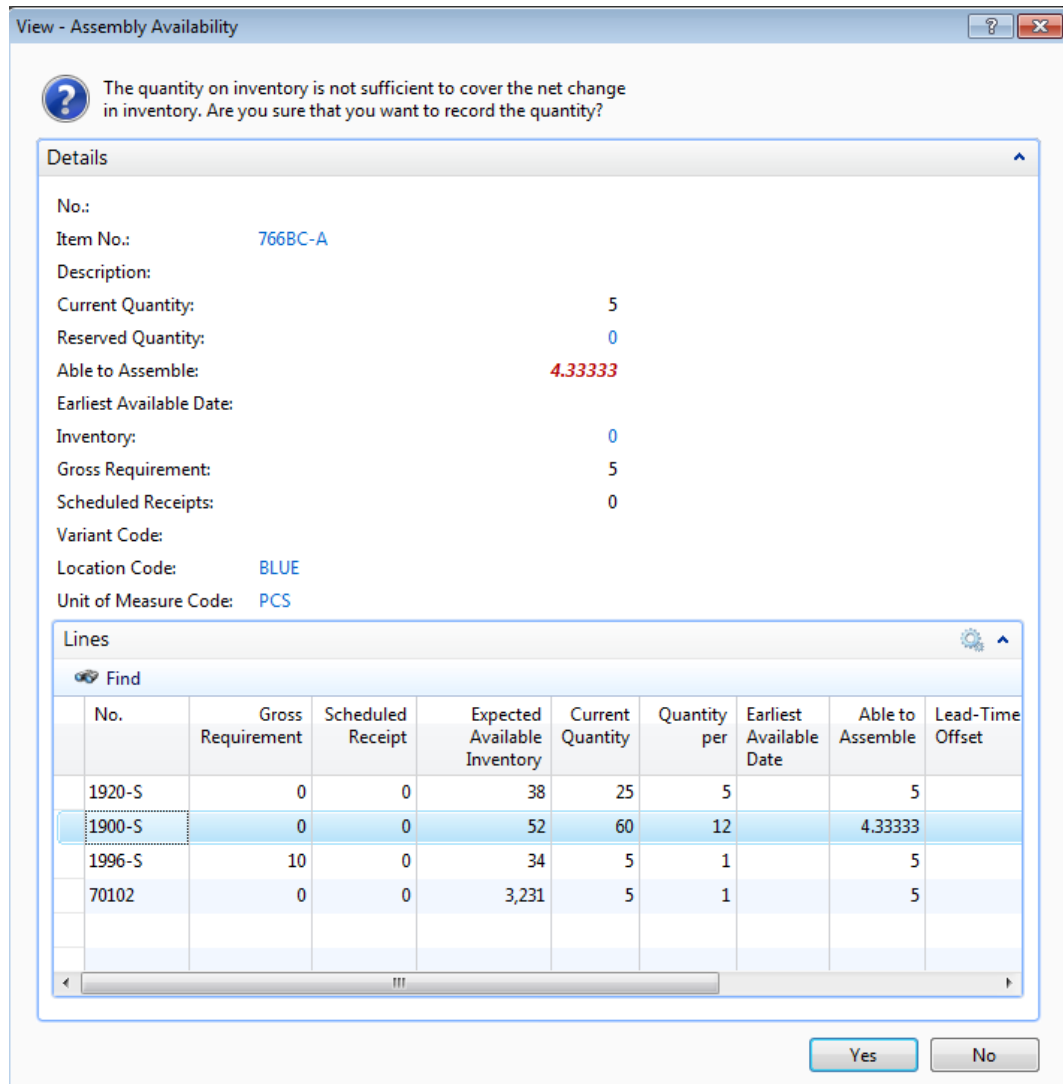 View - Assembly Availability
The quantity on inventory is not sufficient to cover the net change
in inventory. Are you sure that you want to record the quantity?
Details
No.:
Item No.: 766BC-A
Description:
Current Quantity: 5
Reserved Quantity: 0
Able to Assemble: 4.33333
Earliest Available Date:
Inventory: 0
Gross Requirement: 5
Scheduled Receipts: 0
Variant Code:
Location Code: BLUE
Unit of Measure Code: PCS
Lines
Find
No. Gross Requirement Scheduled Receipt Expected Available Inventory Current Quantity Quantity per Earliest Available Date Able to Assemble Lead-Time Offset
1920-S 0 0 38 25 5 5
1900-S 0 0 52 60 12 4.33333
1996-S 10 0 34 5 1 5
70102 0 0 3,231 5 1 5
Yes No